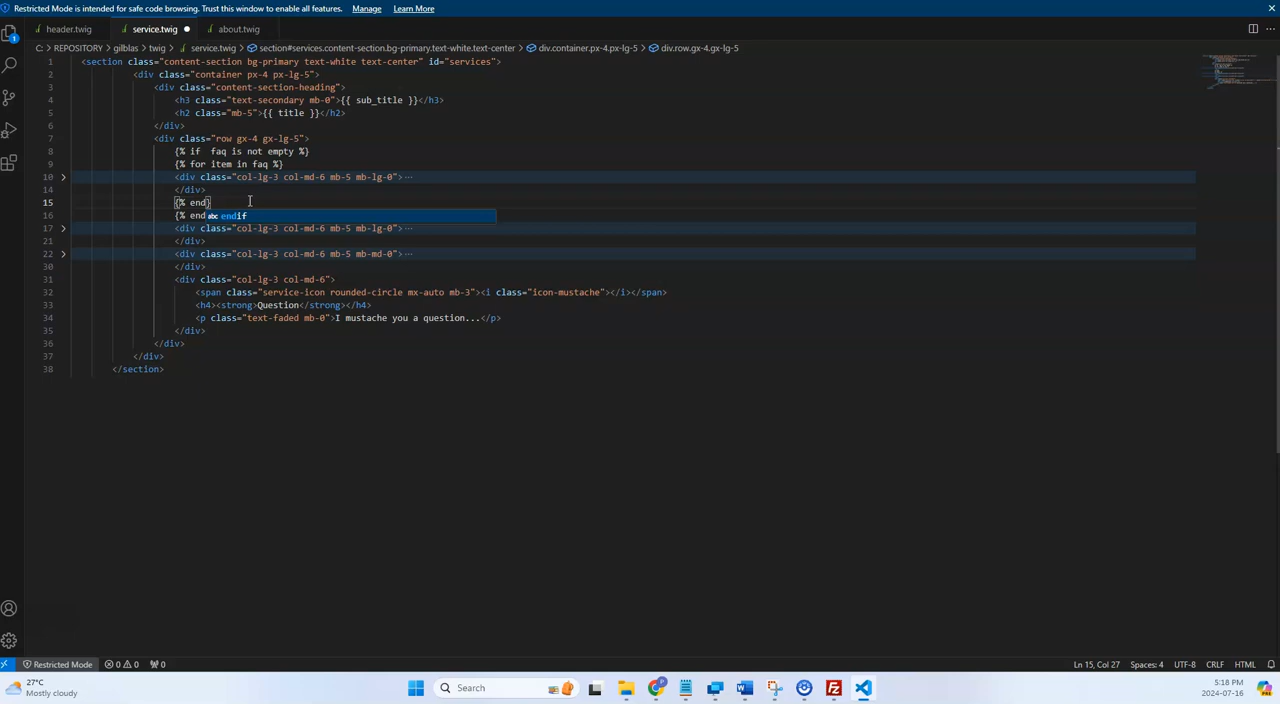 Restricted Mode is intended for safe code browsing. Trust this window to enable all features. Manage Learn More
header.twig service.twig about.twig
C: > REPOSITORY > gilblas > twig > service.twig > section#services.content-section.bg-primary.text-white.text-center > div.container.px-4.px-lg-5 > div.row.gx-4.gx-lg-5
1 <section class="content-section bg-primary text-white text-center" id="services">
2 <div class="container px-4 px-lg-5">
3 <div class="content-section-heading">
4 <h3 class="text-secondary mb-0">{{ sub_title }}</h3>
5 <h2 class="mb-5">{{ title }}</h2>
6 </div>
7 <div class="row gx-4 gx-lg-5">
8 {% if  faq is not empty %}
9 {% for item in faq %}
10 <div class="col-lg-3 col-md-6 mb-5 mb-lg-0"> ...
14 </div>
15 {% end}
16 {% end endif
17 <div class="col-lg-3 col-md-6 mb-5 mb-lg-0"> ...
21 </div>
22 <div class="col-lg-3 col-md-6 mb-5 mb-md-0"> ...
30 </div>
31 <div class="col-lg-3 col-md-6">
32 <span class="service-icon rounded-circle mx-auto mb-3"><i class="icon-mustache"></i></span>
33 <h4><strong>Question</strong></h4>
34 <p class="text-faded mb-0">I mustache you a question...</p>
35 </div>
36 </div>
37 </div>
38 </section>
Restricted Mode 0 0 0 Ln 15, Col 27 Spaces: 4 UTF-8 CRLF HTML
27°C
Mostly cloudy
Search
5:18 PM
2024-07-16